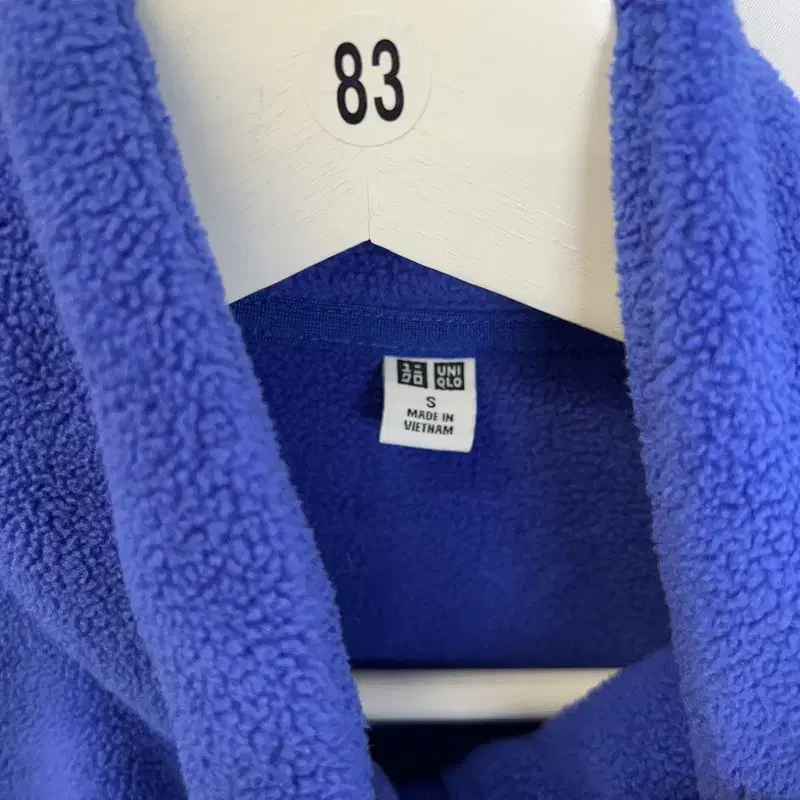 83
ユニ UNI
クロ QLO
S
MADE IN
VIETNAM